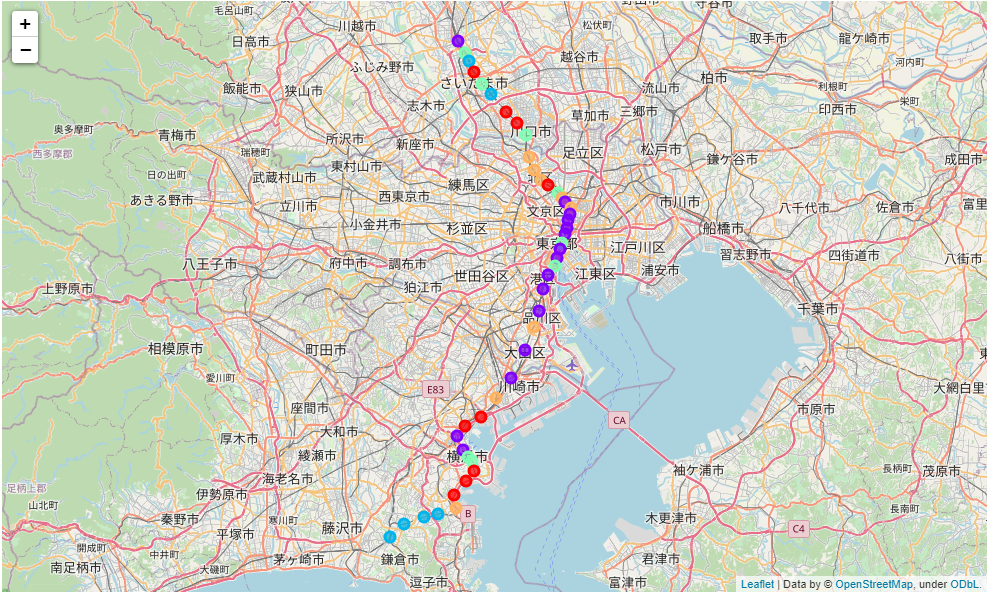 +
−
毛呂山町
川越市
松伏町
取手市
龍ケ崎市
日高市
越谷市
河内町
ふじみ野市
柏市
飯能市
狭山市
さいたま市
流山市
利根町
栄町
志木市
草加市
三郷市
印西市
奥多摩町
青梅市
所沢市
新座市
川口市
西多摩郡
瑞穂町
足立区
松戸市
鎌ケ谷市
成田市
日の出町
東村山市
武蔵村山市
練馬区
北区
あきる野市
立川市
西東京市
市川市
八千代市
佐倉市
富里
文京区
小金井市
杉並区
船橋市
東京都
江戸川区
習志野市
四街道市
八街市
八王子市
府中市
調布市
世田谷区
港区
江東区
浦安市
上野原市
狛江市
千葉市
品川区
相模原市
町田市
大田区
愛川町
E83
川崎市
大網白里
座間市
市原市
CA
厚木市
大和市
綾瀬市
横浜市
海老名市
袖ケ浦市
長柄町
茂原市
足柄上郡
伊勢原市
山北町
長南町
秦野市
寒川町
藤沢市
B
木更津市
C4
平塚市
開成町
中井町
茅ヶ崎市
鎌倉市
君津市
南足柄市
大磯町
逗子市
富津市
Leaflet | Data by © OpenStreetMap, under ODbL.